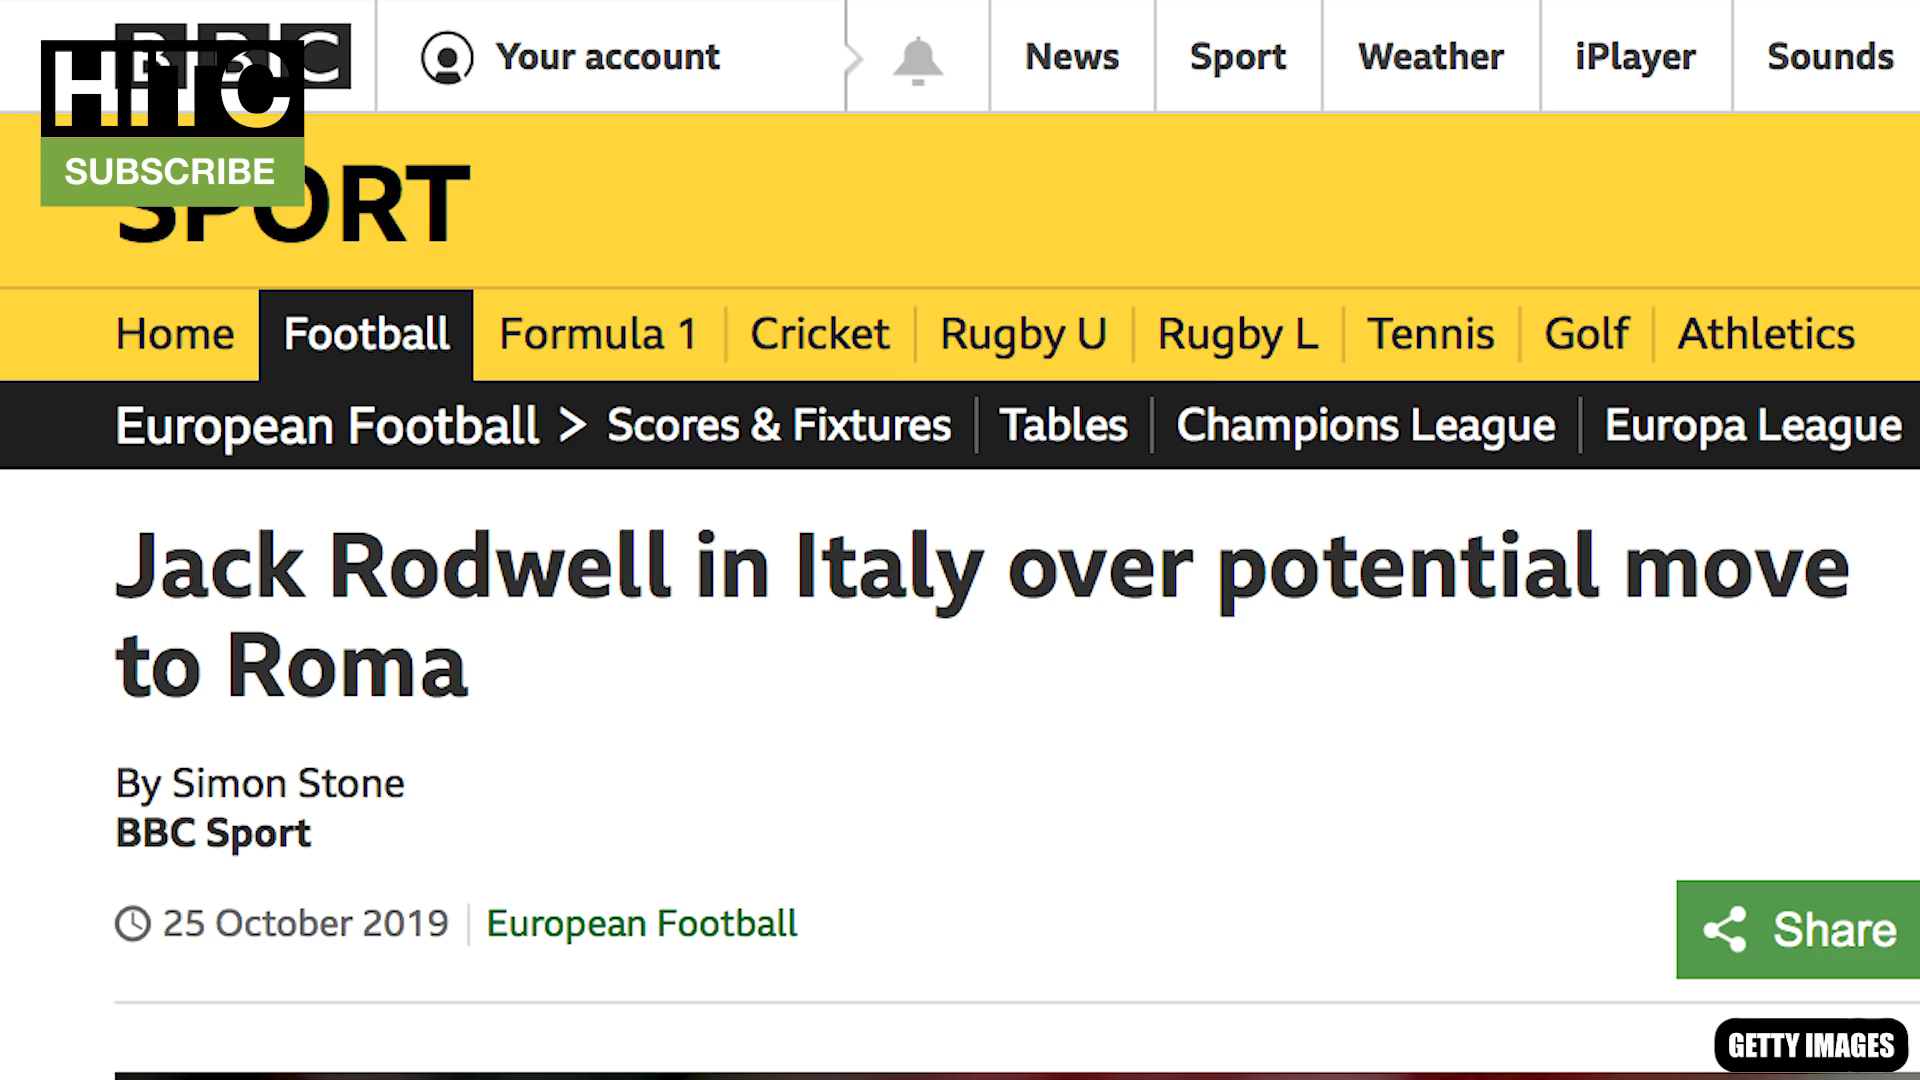 BBC
HITC
SUBSCRIBE
Your account
News
Sport
Weather
iPlayer
Sounds
SPORT
Home
Football
Formula 1
Cricket
Rugby U
Rugby L
Tennis
Golf
Athletics
European Football > Scores & Fixtures
Tables
Champions League
Europa League
Jack Rodwell in Italy over potential move
to Roma
By Simon Stone
BBC Sport
25 October 2019
European Football
Share
GETTY IMAGES